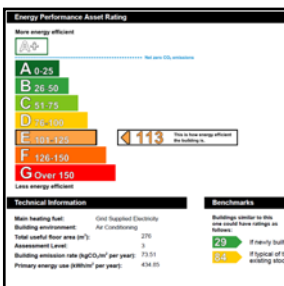 Energy Performance Asset Rating
More energy efficient
A+
Net zero CO₂ emissions
A 0-25
B 26-50
C 51-75
D 76-100
E 101-125
113 This is how energy efficient
the building is.
F 126-150
G Over 150
Less energy efficient
Technical Information
Main heating fuel: Grid Supplied Electricity
Building environment: Air Conditioning
Total useful floor area (m²): 276
Assessment Level: 3
Building emission rate (kgCO₂/m² per year): 73.51
Primary energy use (kWh/m² per year): 434.85
Benchmarks
Buildings similar to this
one could have ratings as
follows:
29 If newly buil
84 If typical of t
existing stoc